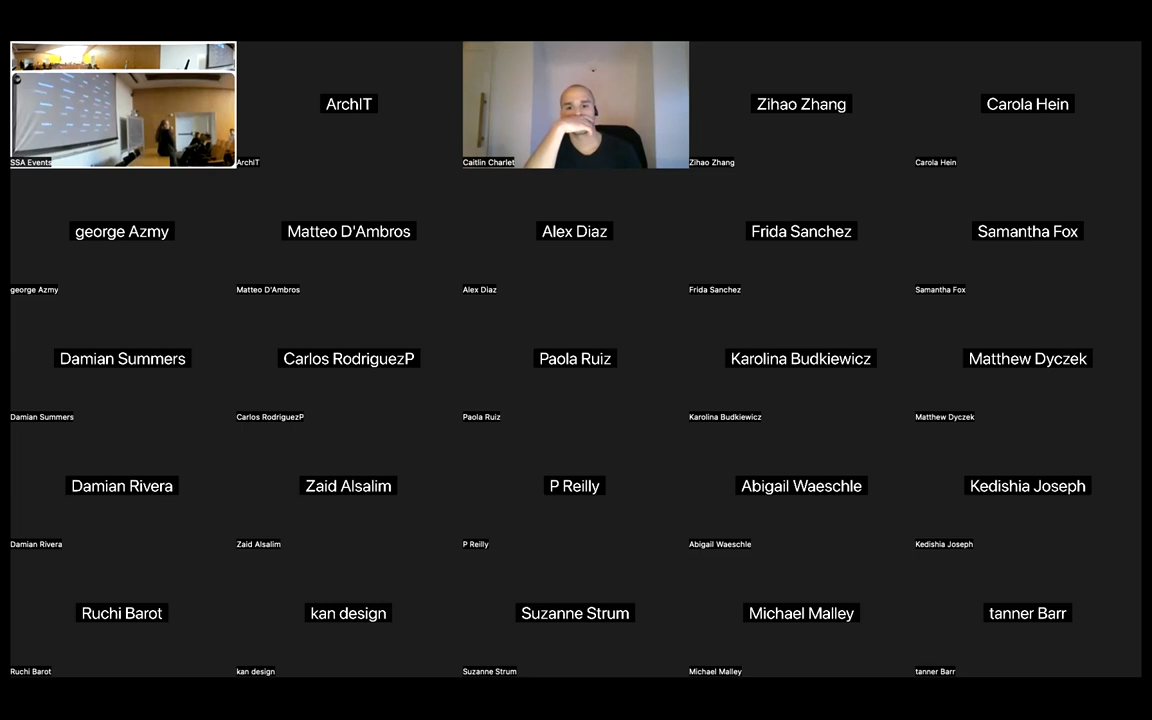 SSA Events
ArchIT
ArchIT
Caitlin Charlet
Zihao Zhang
Zihao Zhang
Carola Hein
Carola Hein
george Azmy
george Azmy
Matteo D'Ambros
Matteo D'Ambros
Alex Diaz
Alex Diaz
Frida Sanchez
Frida Sanchez
Samantha Fox
Samantha Fox
Damian Summers
Damian Summers
Carlos RodriguezP
Carlos RodriguezP
Paola Ruiz
Paola Ruiz
Karolina Budkiewicz
Karolina Budkiewicz
Matthew Dyczek
Matthew Dyczek
Damian Rivera
Damian Rivera
Zaid Alsalim
Zaid Alsalim
P Reilly
P Reilly
Abigail Waeschle
Abigail Waeschle
Kedishia Joseph
Kedishia Joseph
Ruchi Barot
Ruchi Barot
kan design
kan design
Suzanne Strum
Suzanne Strum
Michael Malley
Michael Malley
tanner Barr
tanner Barr